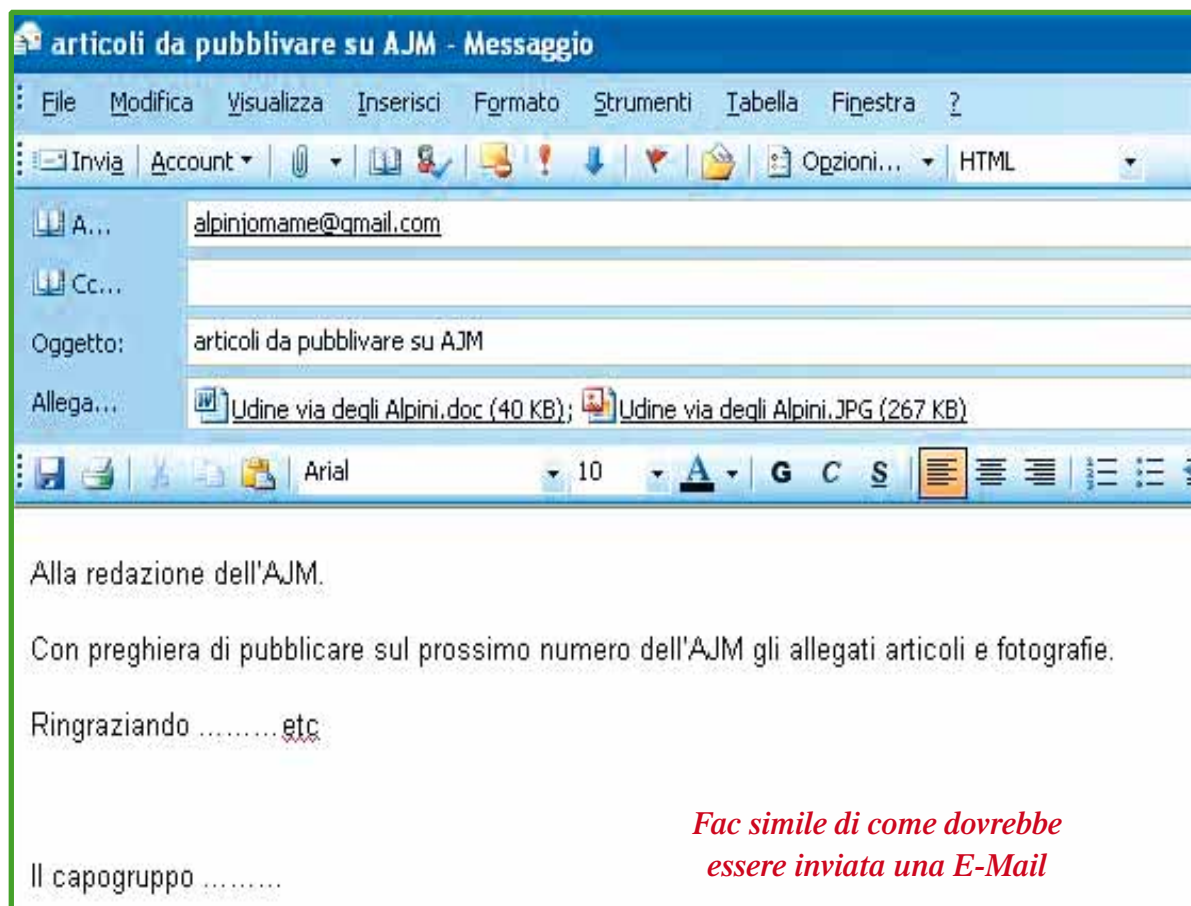 articoli da pubblivare su AJM - Messaggio
File Modifica Visualizza Inserisci Formato Strumenti Tabella Finestra ?
Invia Account Opzioni... HTML
A... alpinjomame@gmail.com
Cc...
Oggetto: articoli da pubblivare su AJM
Allega... Udine via degli Alpini.doc (40 KB); Udine via degli Alpini.JPG (267 KB)
Arial 10 A G C S
Alla redazione dell'AJM.
Con preghiera di pubblicare sul prossimo numero dell'AJM gli allegati articoli e fotografie.
Ringraziando ......... etc
Il capogruppo .........
Fac simile di come dovrebbe
essere inviata una E-Mail